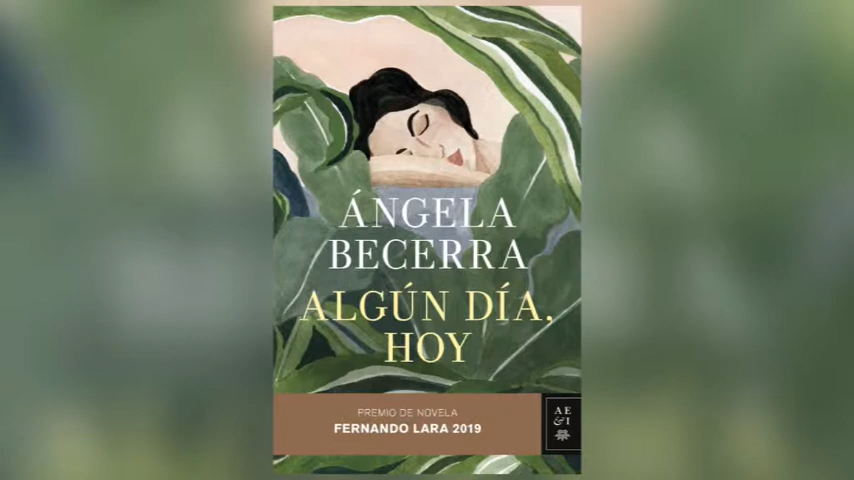 ÁNGELA
BECERRA
ALGÚN DÍA,
HOY
PREMIO DE NOVELA
FERNANDO LARA 2019
AE
&I